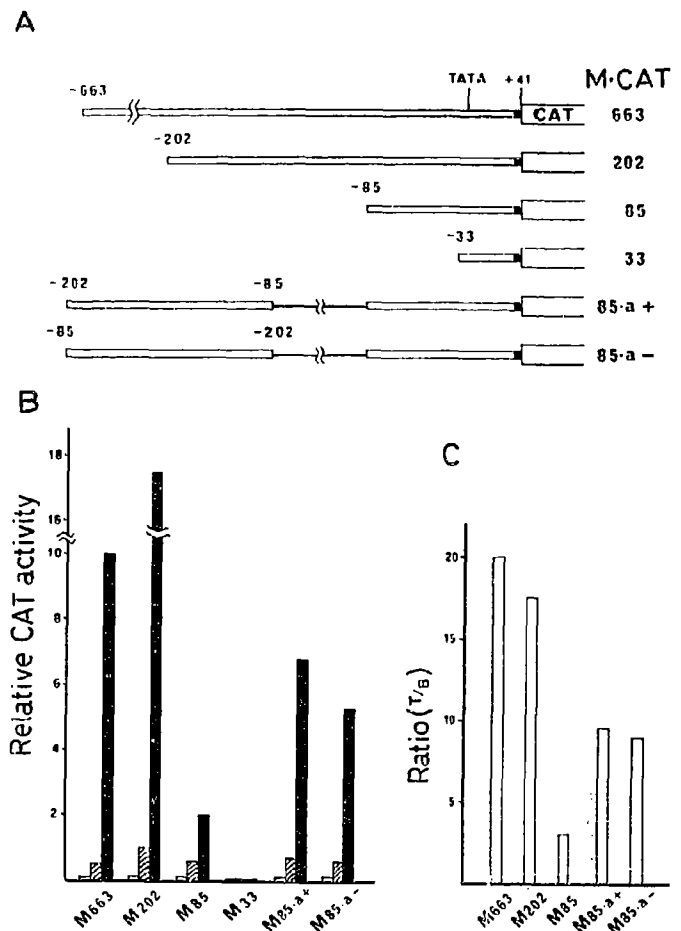 A
TATA +41 M·CAT
-663 CAT 663
-202 202
-85 85
-33 33
-202 -85 85·a+
-85 -202 85·a-
B
Relative CAT activity
18
16
10
8
6
4
2
M663 M202 M85 M33 M85·a+ M85·a-
C
Ratio (T/B)
20
15
10
5
M663 M202 M85 M85·a+ M85·a-